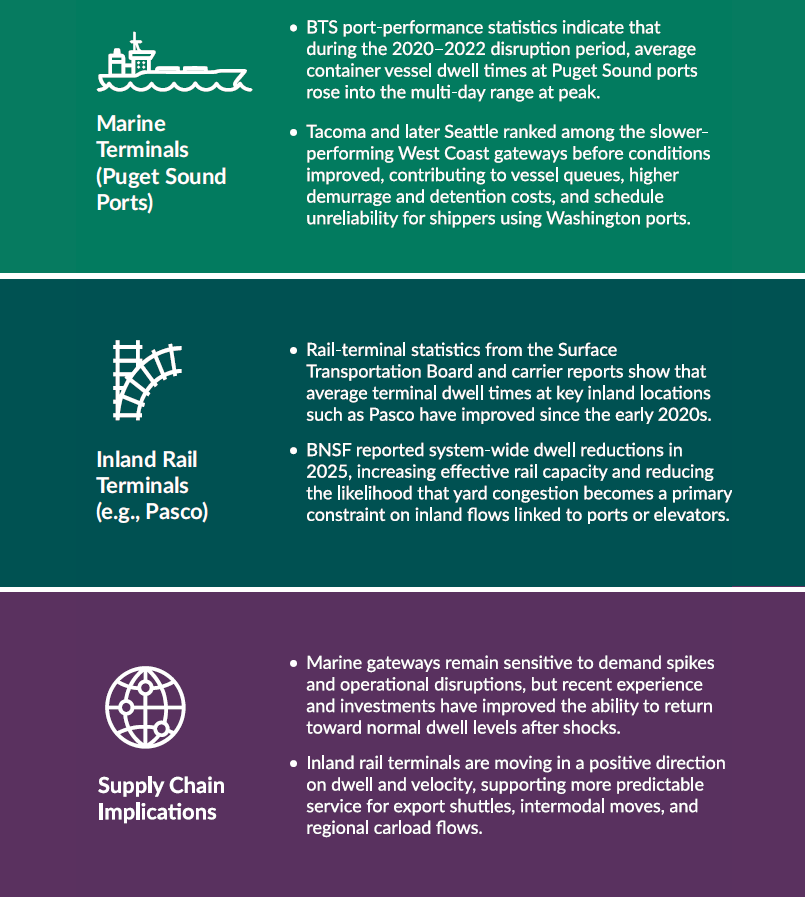 Marine
Terminals
(Puget Sound
Ports)
• BTS port-performance statistics indicate that
during the 2020–2022 disruption period, average
container vessel dwell times at Puget Sound ports
rose into the multi-day range at peak.
• Tacoma and later Seattle ranked among the slower-
performing West Coast gateways before conditions
improved, contributing to vessel queues, higher
demurrage and detention costs, and schedule
unreliability for shippers using Washington ports.
Inland Rail
Terminals
(e.g., Pasco)
• Rail-terminal statistics from the Surface
Transportation Board and carrier reports show that
average terminal dwell times at key inland locations
such as Pasco have improved since the early 2020s.
• BNSF reported system-wide dwell reductions in
2025, increasing effective rail capacity and reducing
the likelihood that yard congestion becomes a primary
constraint on inland flows linked to ports or elevators.
Supply Chain
Implications
• Marine gateways remain sensitive to demand spikes
and operational disruptions, but recent experience
and investments have improved the ability to return
toward normal dwell levels after shocks.
• Inland rail terminals are moving in a positive direction
on dwell and velocity, supporting more predictable
service for export shuttles, intermodal moves, and
regional carload flows.